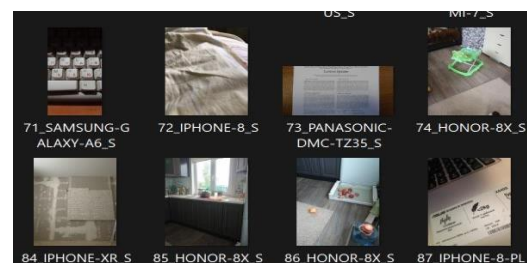 US_S
MI-7_S
71_SAMSUNG-G
ALAXY-A6_S
72_IPHONE-8_S
73_PANASONIC-
DMC-TZ35_S
74_HONOR-8X_S
84_IPHONE-XR_S
85_HONOR-8X_S
86_HONOR-8X_S
87_IPHONE-8-PL